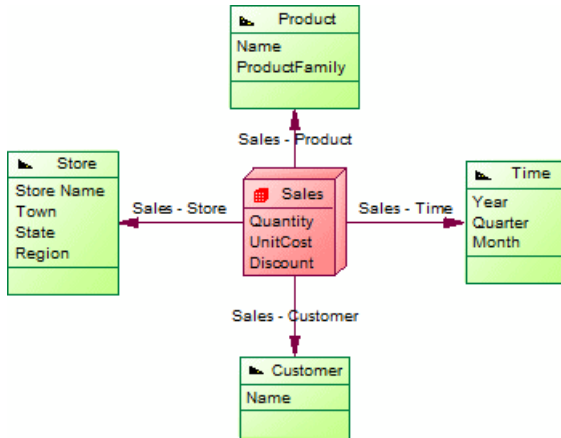 Product
Name
ProductFamily
Sales - Product
Store
Store Name
Town
State
Region
Sales - Store
Sales
Quantity
UnitCost
Discount
Sales - Time
Time
Year
Quarter
Month
Sales - Customer
Customer
Name